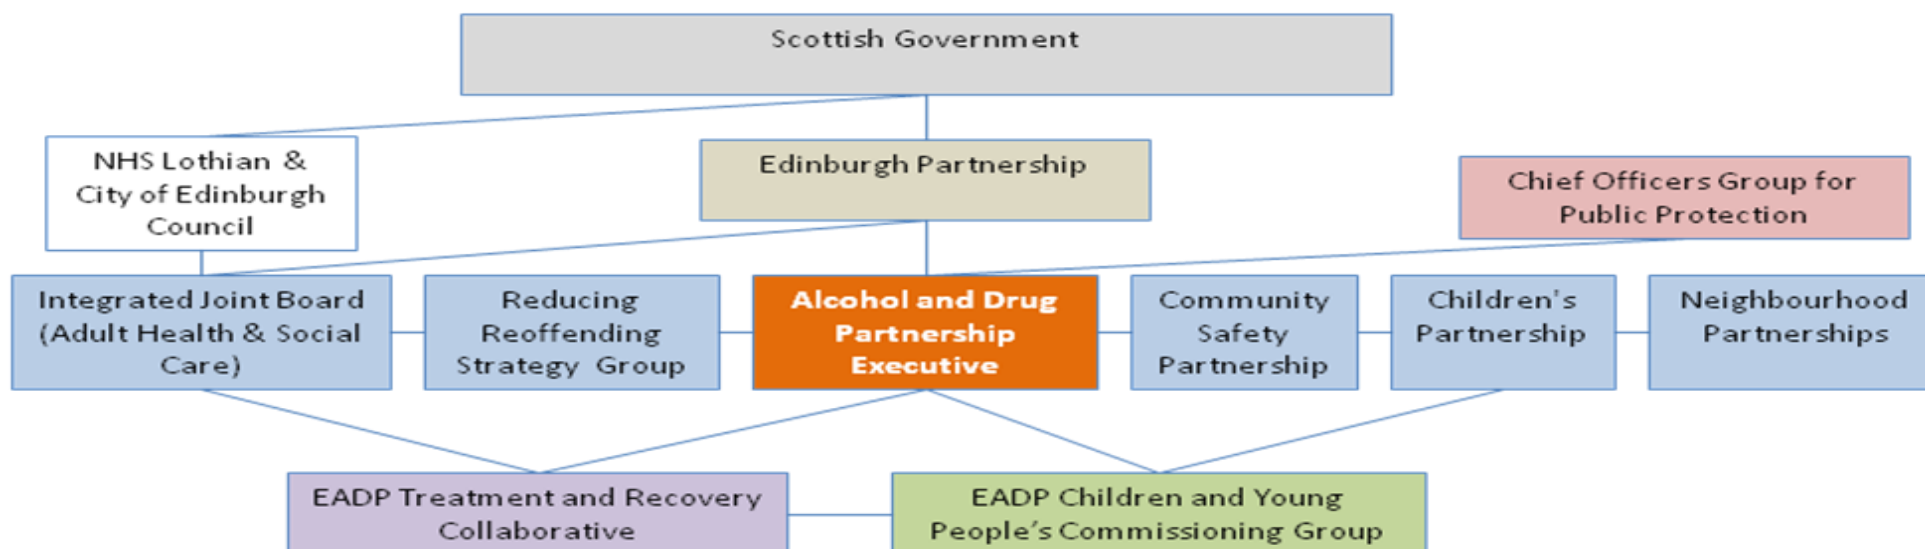 Scottish Government
NHS Lothian &
City of Edinburgh
Council
Edinburgh Partnership
Chief Officers Group for
Public Protection
Integrated Joint Board
(Adult Health & Social
Care)
Reducing
Reoffending
Strategy Group
Alcohol and Drug
Partnership
Executive
Community
Safety
Partnership
Children's
Partnership
Neighbourhood
Partnerships
EADP Treatment and Recovery
Collaborative
EADP Children and Young
People’s Commissioning Group